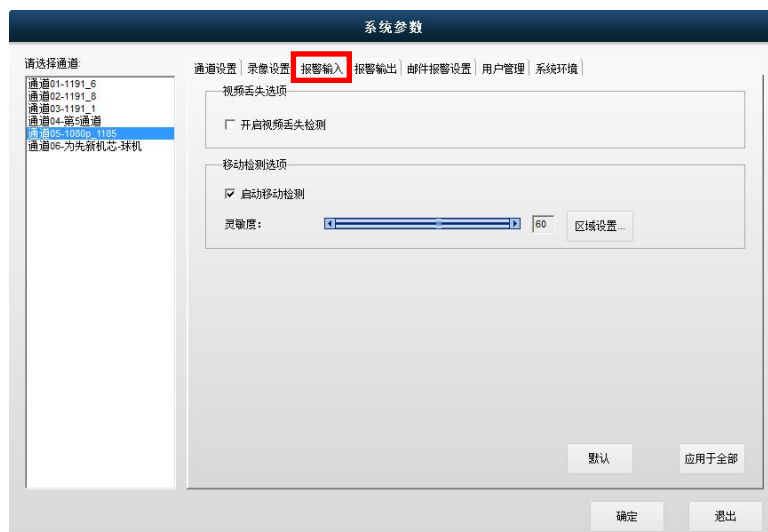 系统参数
请选择通道:
通道01-1191_6
通道02-1191_8
通道03-1191_1
通道04-第5通道
通道05-1080p_1185
通道06-为先新机芯-球机
通道设置 录像设置 报警输入 报警输出 邮件报警设置 用户管理 系统环境
视频丢失选项
开启视频丢失检测
移动检测选项
启动移动检测
灵敏度: 60 区域设置...
默认 应用于全部
确定 退出